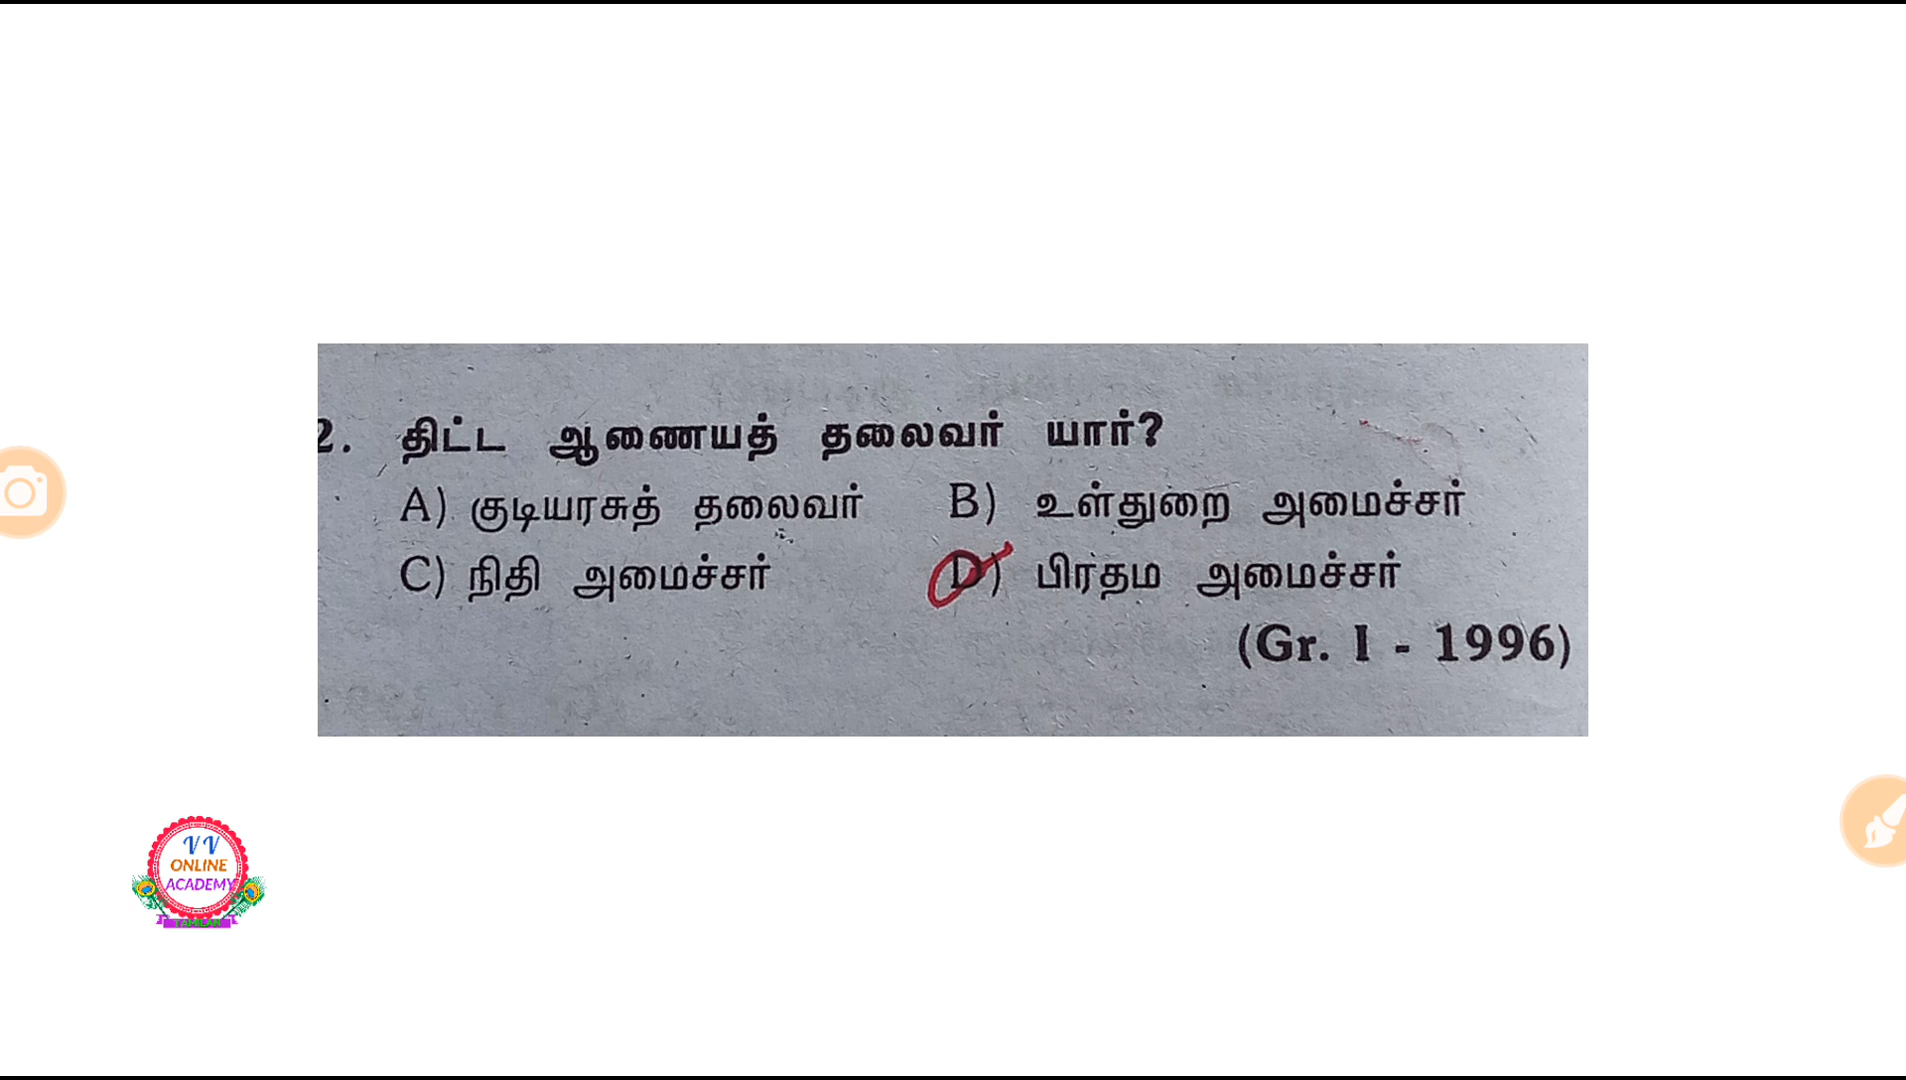 2. திட்ட ஆணையத் தலைவர் யார்?
A) குடியரசுத் தலைவர் B) உள்துறை அமைச்சர்
C) நிதி அமைச்சர் D) பிரதம அமைச்சர்
(Gr. I - 1996)
VV
ONLINE
ACADEMY